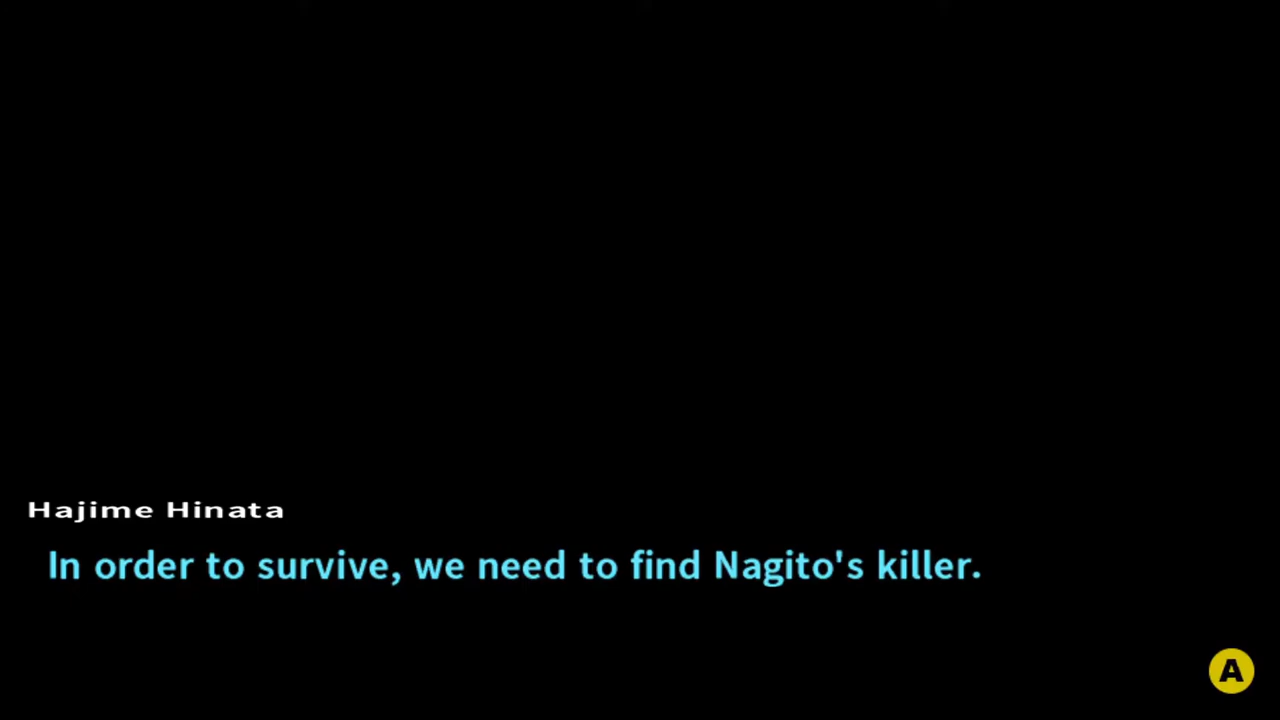 Hajime Hinata
In order to survive, we need to find Nagito's killer.
A